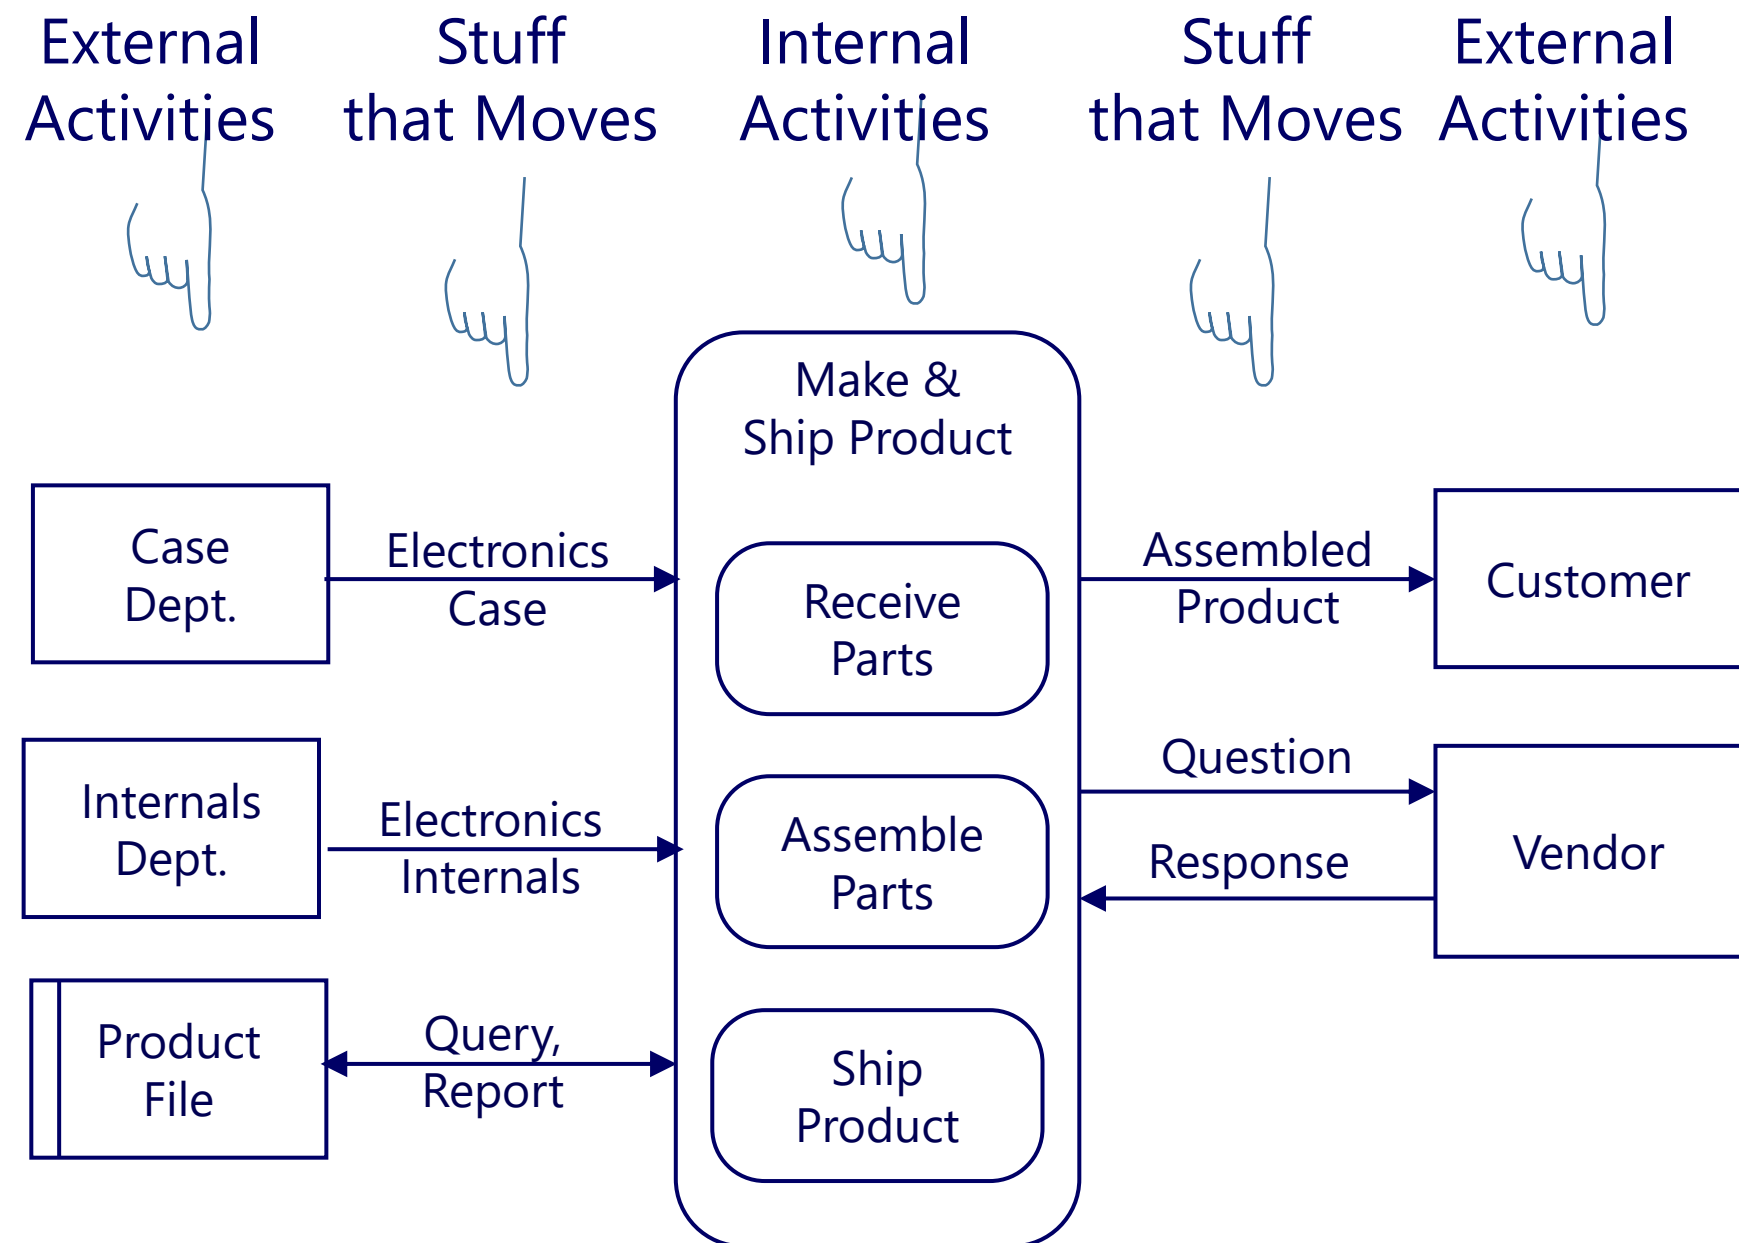 External
Activities
Stuff
that Moves
Internal
Activities
Stuff
that Moves
External
Activities
Make &
Ship Product
Case
Dept.
Electronics
Case
Receive
Parts
Assembled
Product
Customer
Internals
Dept.
Electronics
Internals
Assemble
Parts
Question
Response
Vendor
Product
File
Query,
Report
Ship
Product